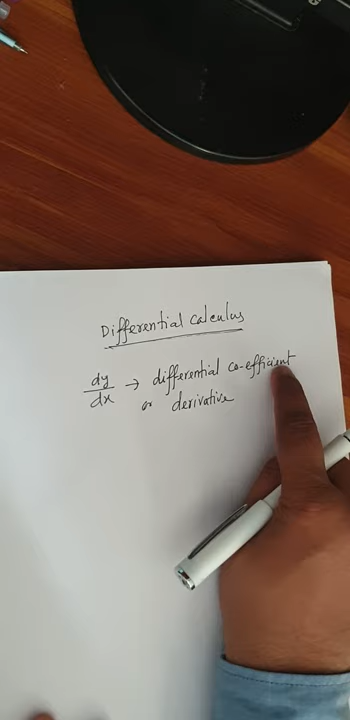 Differential calculus
dy/dx → differential co-efficient
or derivative